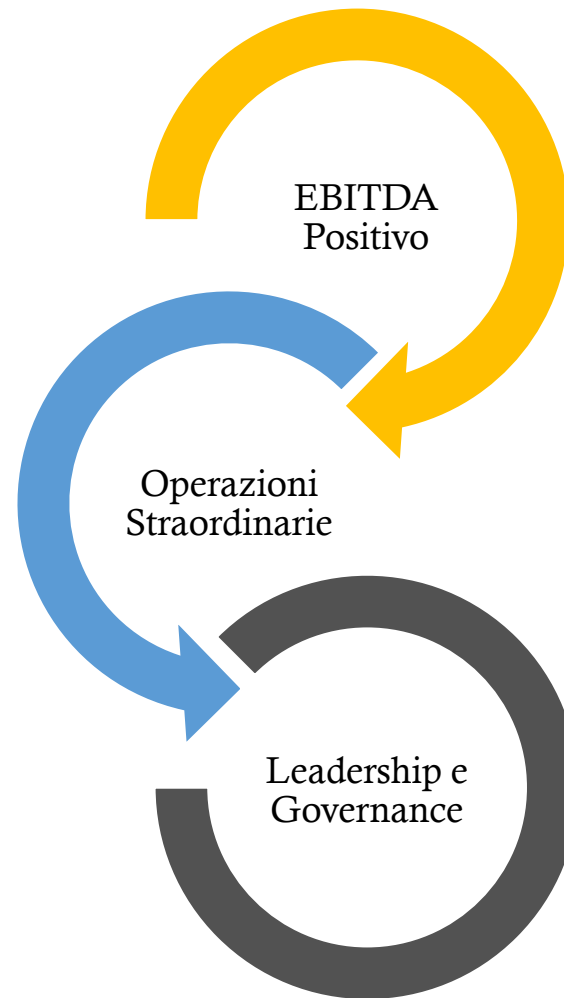 EBITDA
Positivo
Operazioni
Straordinarie
Leadership e
Governance